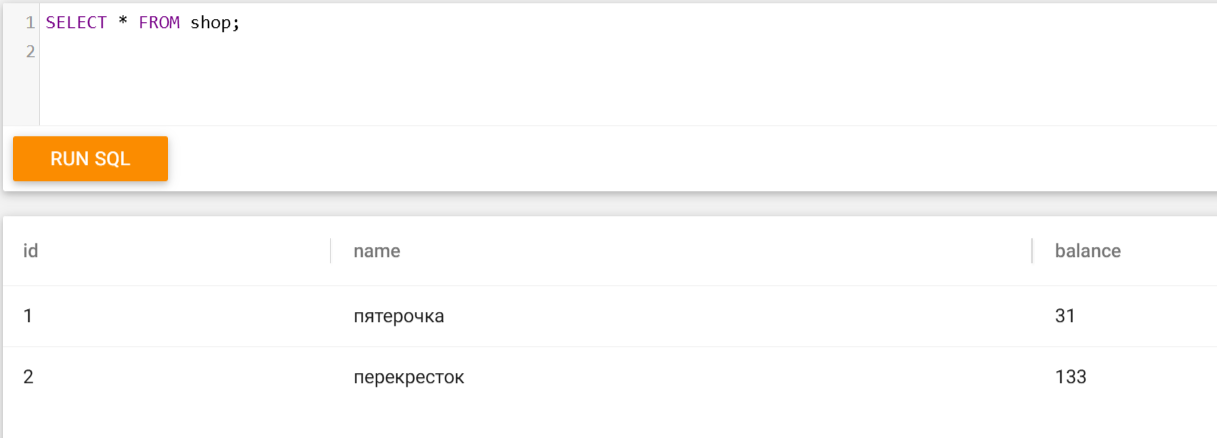 1 SELECT * FROM shop;
2
RUN SQL
id name balance
1 пятерочка 31
2 перекресток 133